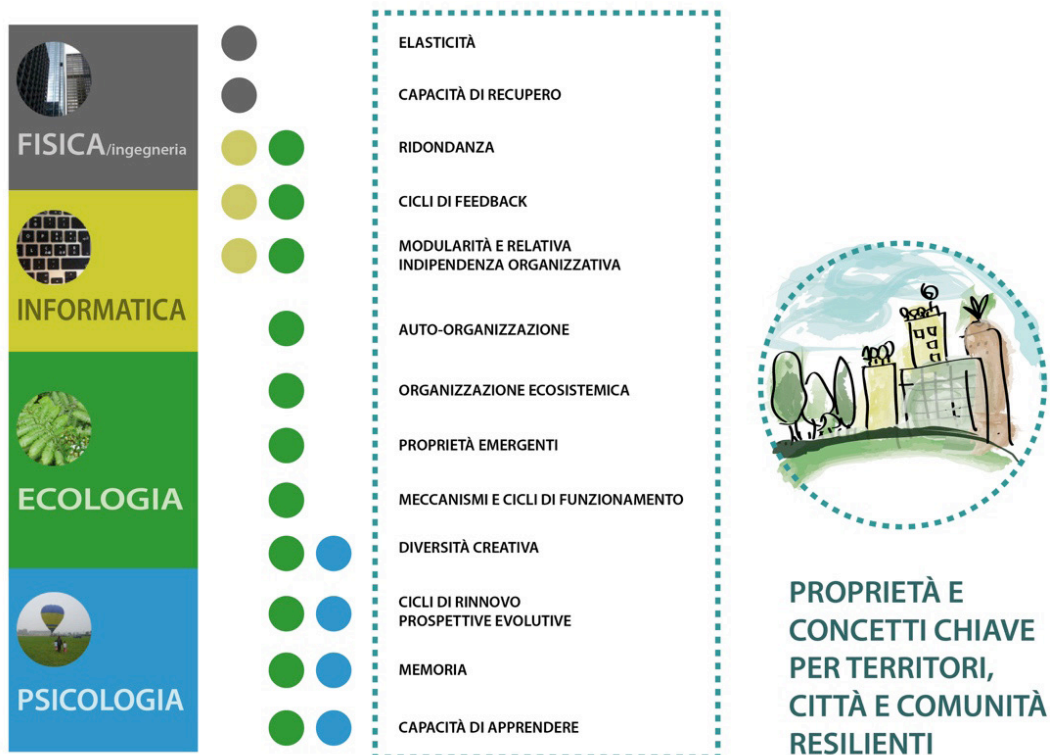 FISICA/ingegneria
INFORMATICA
ECOLOGIA
PSICOLOGIA
ELASTICITÀ
CAPACITÀ DI RECUPERO
RIDONDANZA
CICLI DI FEEDBACK
MODULARITÀ E RELATIVA
INDIPENDENZA ORGANIZZATIVA
AUTO-ORGANIZZAZIONE
ORGANIZZAZIONE ECOSISTEMICA
PROPRIETÀ EMERGENTI
MECCANISMI E CICLI DI FUNZIONAMENTO
DIVERSITÀ CREATIVA
CICLI DI RINNOVO
PROSPETTIVE EVOLUTIVE
MEMORIA
CAPACITÀ DI APPRENDERE
PROPRIETÀ E
CONCETTI CHIAVE
PER TERRITORI,
CITTÀ E COMUNITÀ
RESILIENTI